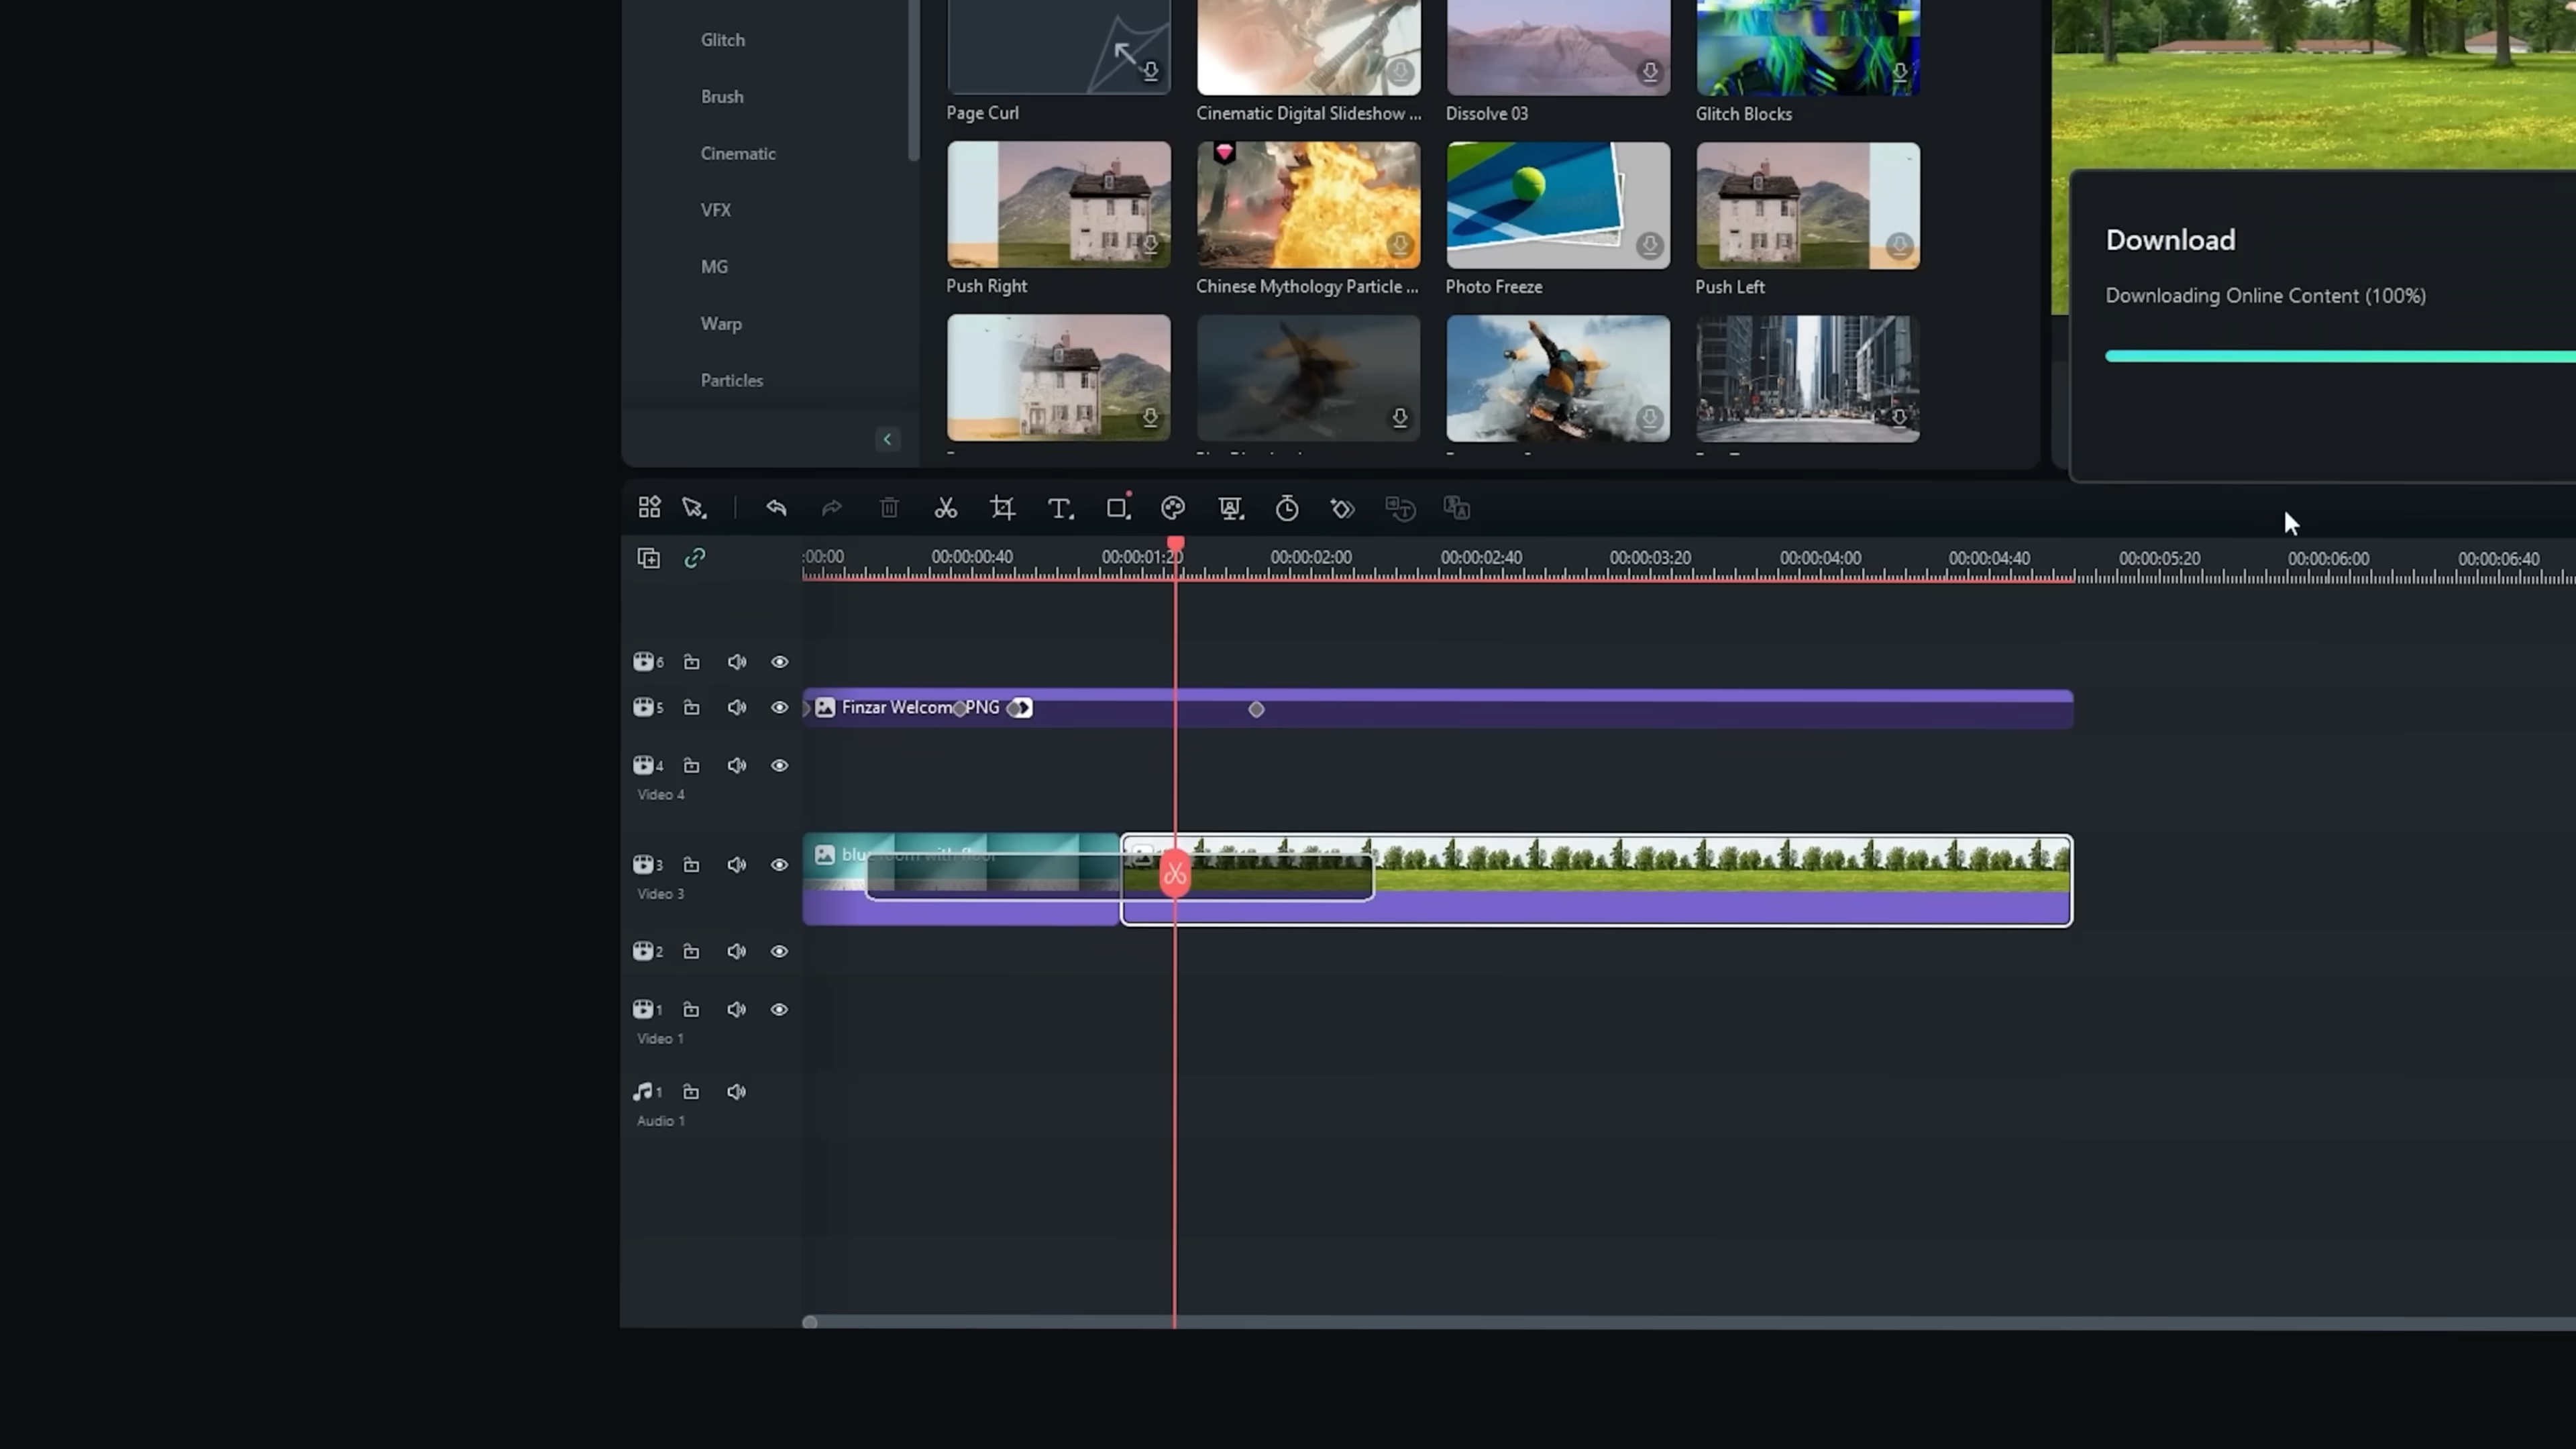 Glitch
Brush
Cinematic
VFX
MG
Warp
Particles
Page Curl
Cinematic Digital Slideshow ...
Dissolve 03
Glitch Blocks
Push Right
Chinese Mythology Particle ...
Photo Freeze
Push Left
Download
Downloading Online Content (100%)
:00:00
00:00:00:40
00:00:01:20
00:00:02:00
00:00:02:40
00:00:03:20
00:00:04:00
00:00:04:40
00:00:05:20
00:00:06:00
00:00:06:40
6
5
Finzar Welcom PNG
4
Video 4
3
blue room with floor
Video 3
2
1
Video 1
1
Audio 1